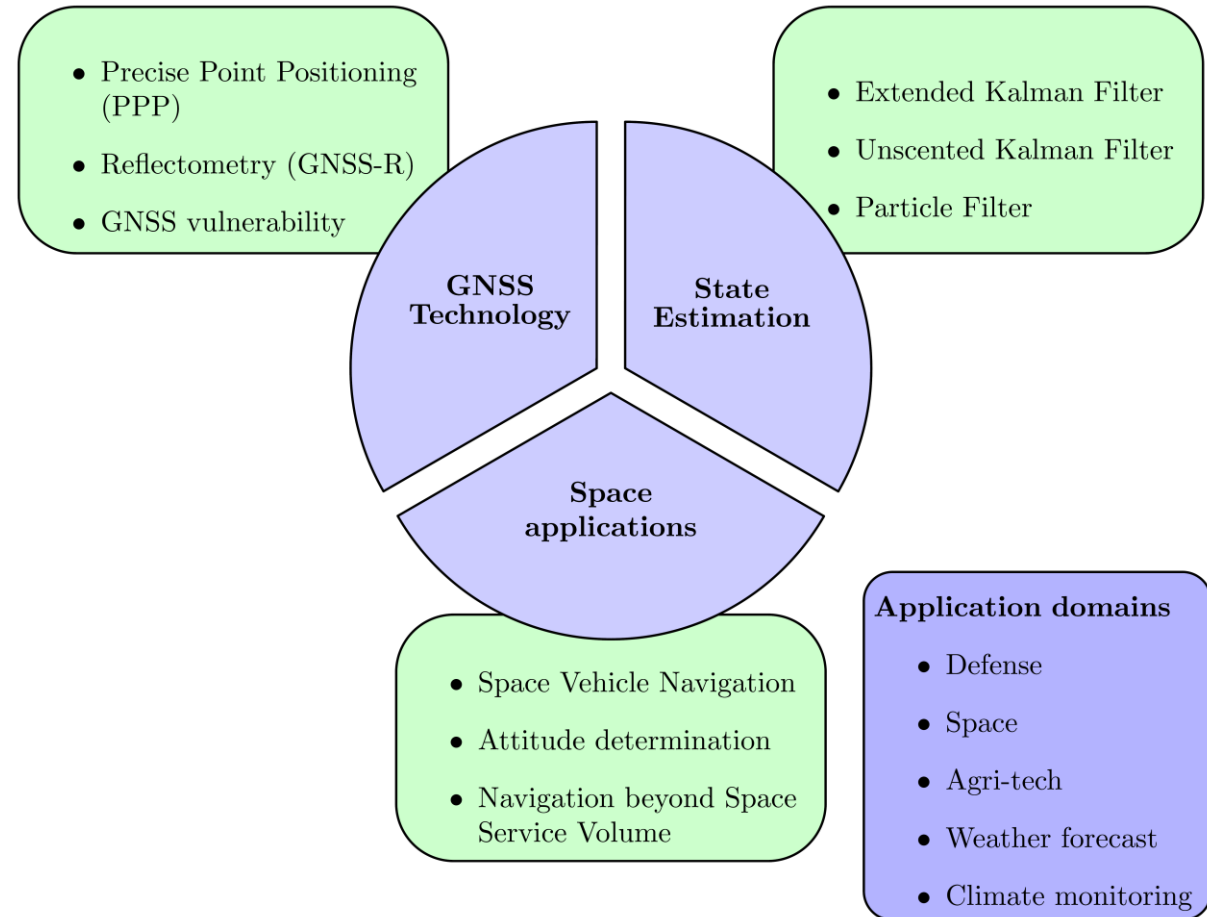 • Precise Point Positioning
(PPP)
• Reflectometry (GNSS-R)
• GNSS vulnerability
• Extended Kalman Filter
• Unscented Kalman Filter
• Particle Filter
GNSS
Technology
State
Estimation
Space
applications
• Space Vehicle Navigation
• Attitude determination
• Navigation beyond Space
Service Volume
Application domains
• Defense
• Space
• Agri-tech
• Weather forecast
• Climate monitoring